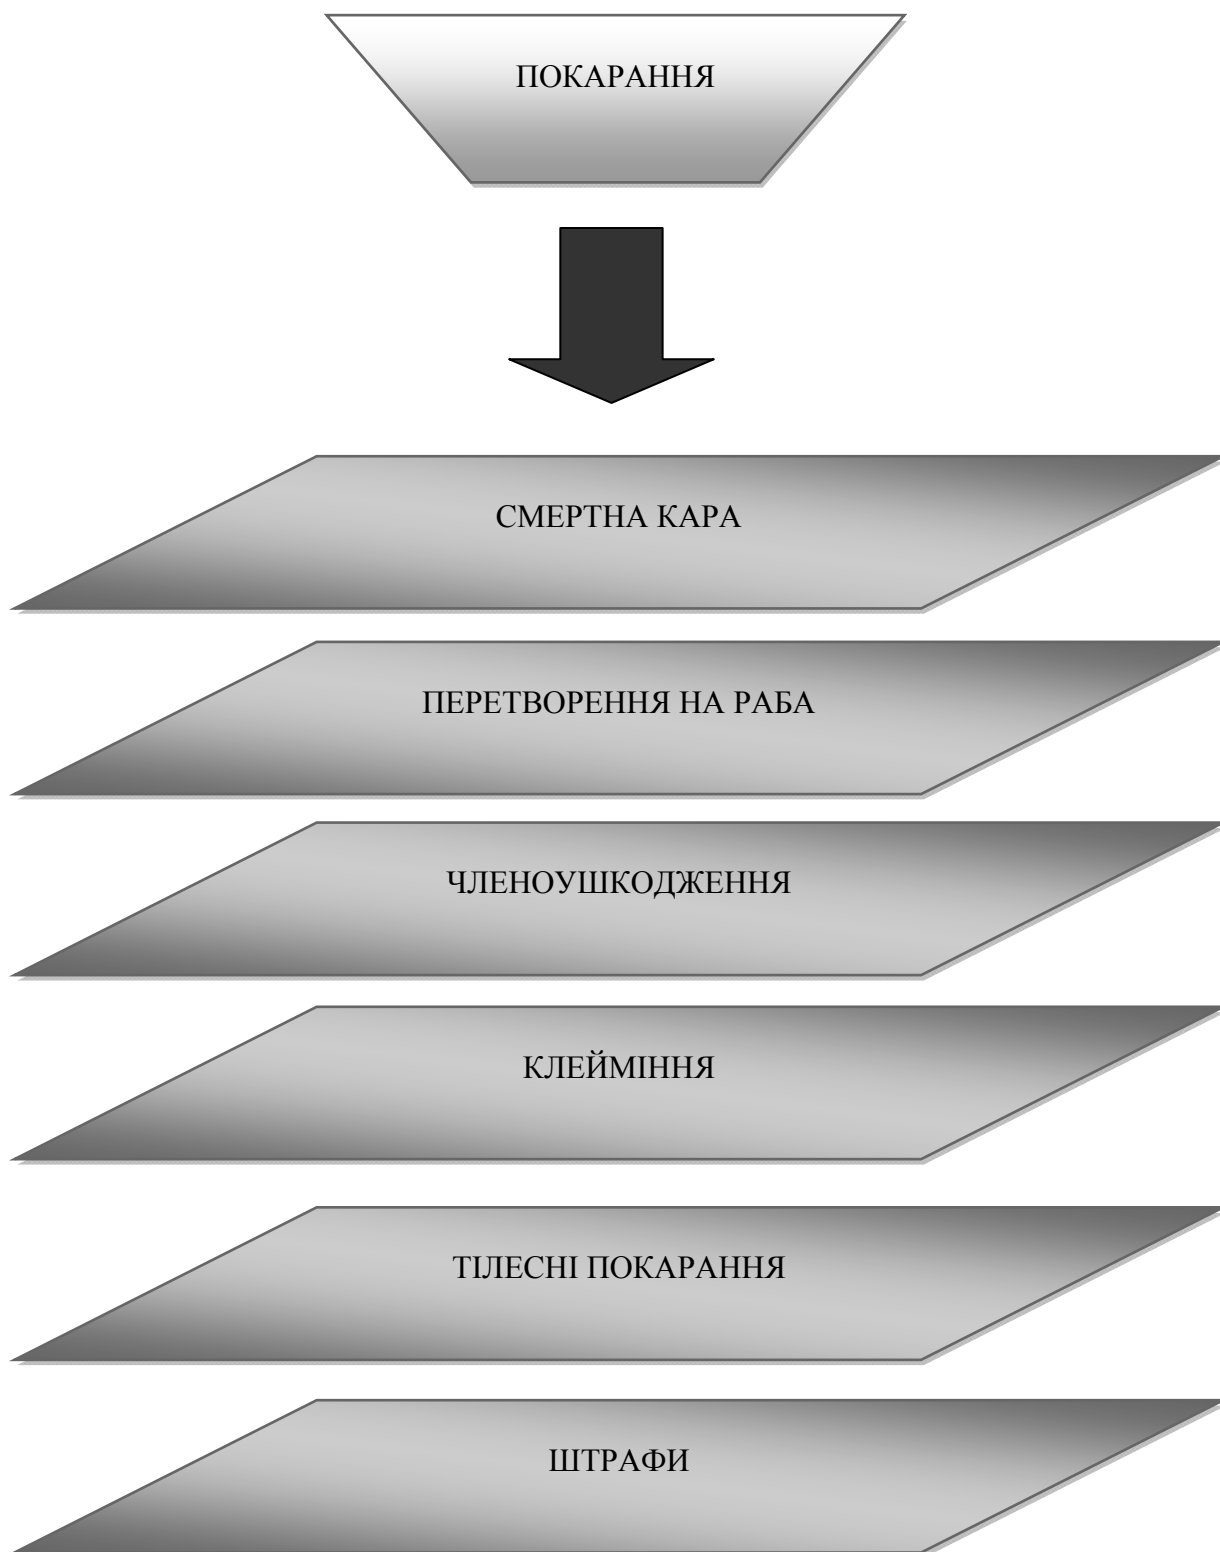 ПОКАРАННЯ
СМЕРТНА КАРА
ПЕРЕТВОРЕННЯ НА РАБА
ЧЛЕНОУШКОДЖЕННЯ
КЛЕЙМІННЯ
ТІЛЕСНІ ПОКАРАННЯ
ШТРАФИ